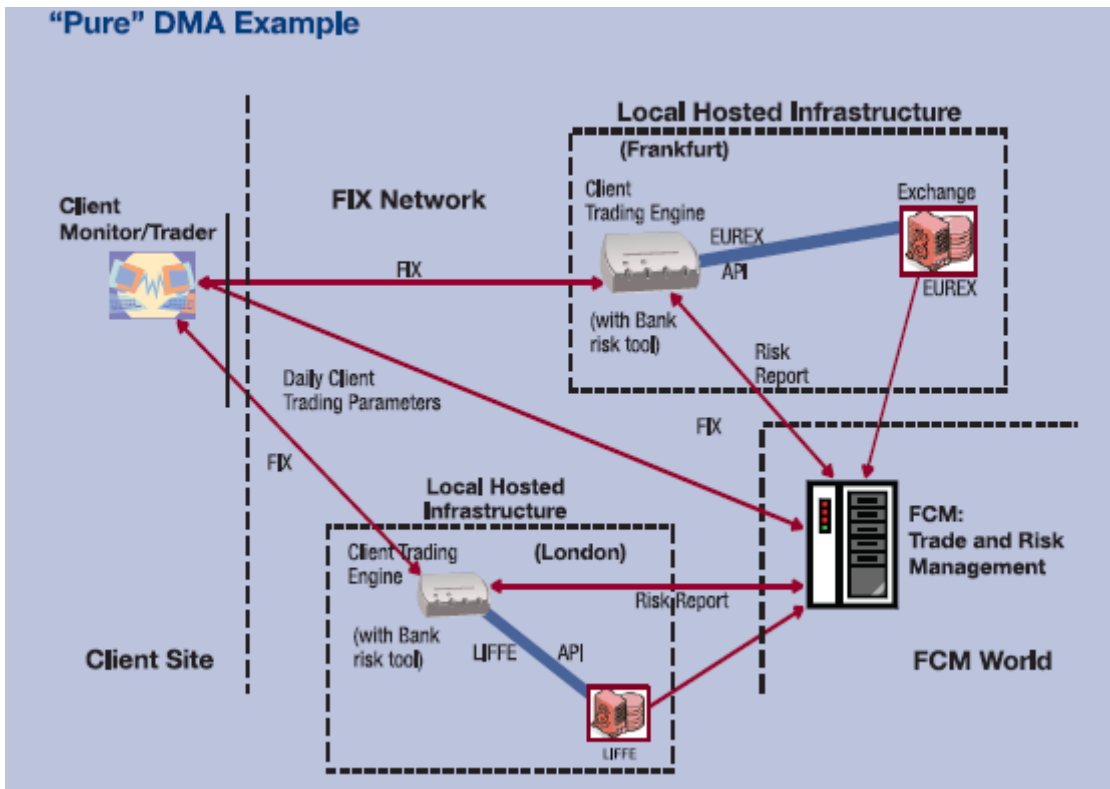 “Pure” DMA Example
Local Hosted Infrastructure
(Frankfurt)
Client
Monitor/Trader
FIX Network
Client
Trading Engine
Exchange
EUREX
API
EUREX
FIX
(with Bank
risk tool)
Risk
Report
Daily Client
Trading Parameters
FIX
FIX
Local Hosted
Infrastructure
Client Trading
Engine
(London)
FCM:
Trade and Risk
Management
Risk Report
(with Bank
risk tool)
LIFFE
API
Client Site
FCM World
LIFFE